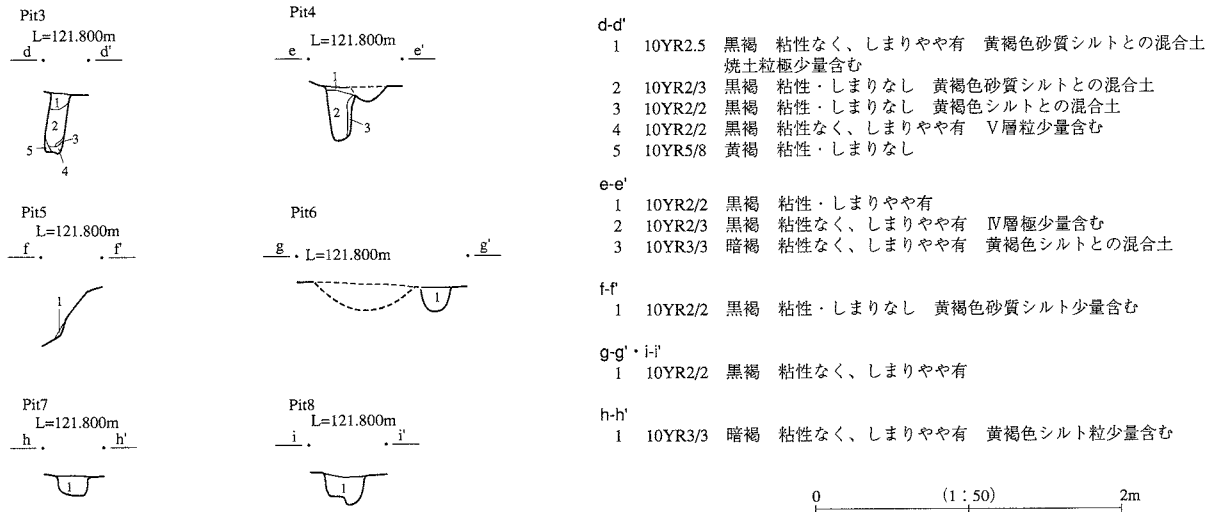 Pit3
L=121.800m
d d'
1
2
3
5
4
Pit4
L=121.800m
e e'
1
2
3
Pit5
L=121.800m
f f'
1
Pit6
g L=121.800m g'
1
Pit7
L=121.800m
h h'
1
Pit8
L=121.800m
i i'
1
d-d'
1 10YR2.5 黒褐 粘性なく、しまりやや有 黄褐色砂質シルトとの混合土
焼土粒極少量含む
2 10YR2/3 黒褐 粘性・しまりなし 黄褐色砂質シルトとの混合土
3 10YR2/2 黒褐 粘性・しまりなし 黄褐色シルトとの混合土
4 10YR2/2 黒褐 粘性なく、しまりやや有 Ⅴ層粒少量含む
5 10YR5/8 黄褐 粘性・しまりなし
e-e'
1 10YR2/2 黒褐 粘性・しまりやや有
2 10YR2/3 黒褐 粘性なく、しまりやや有 Ⅳ層極少量含む
3 10YR3/3 暗褐 粘性なく、しまりやや有 黄褐色シルトとの混合土
f-f'
1 10YR2/2 黒褐 粘性・しまりなし 黄褐色砂質シルト少量含む
g-g'・i-i'
1 10YR2/2 黒褐 粘性なく、しまりやや有
h-h'
1 10YR3/3 暗褐 粘性なく、しまりやや有 黄褐色シルト粒少量含む
0 (1:50) 2m